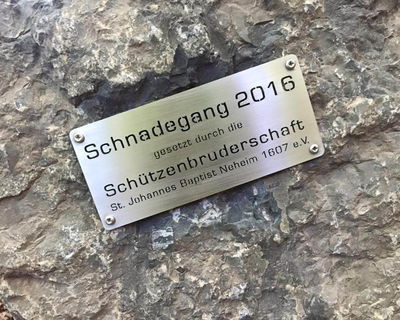 Schnadegang 2016
gesetzt durch die
Schützenbruderschaft
St. Johannes Baptist Neheim 1607 e.V.